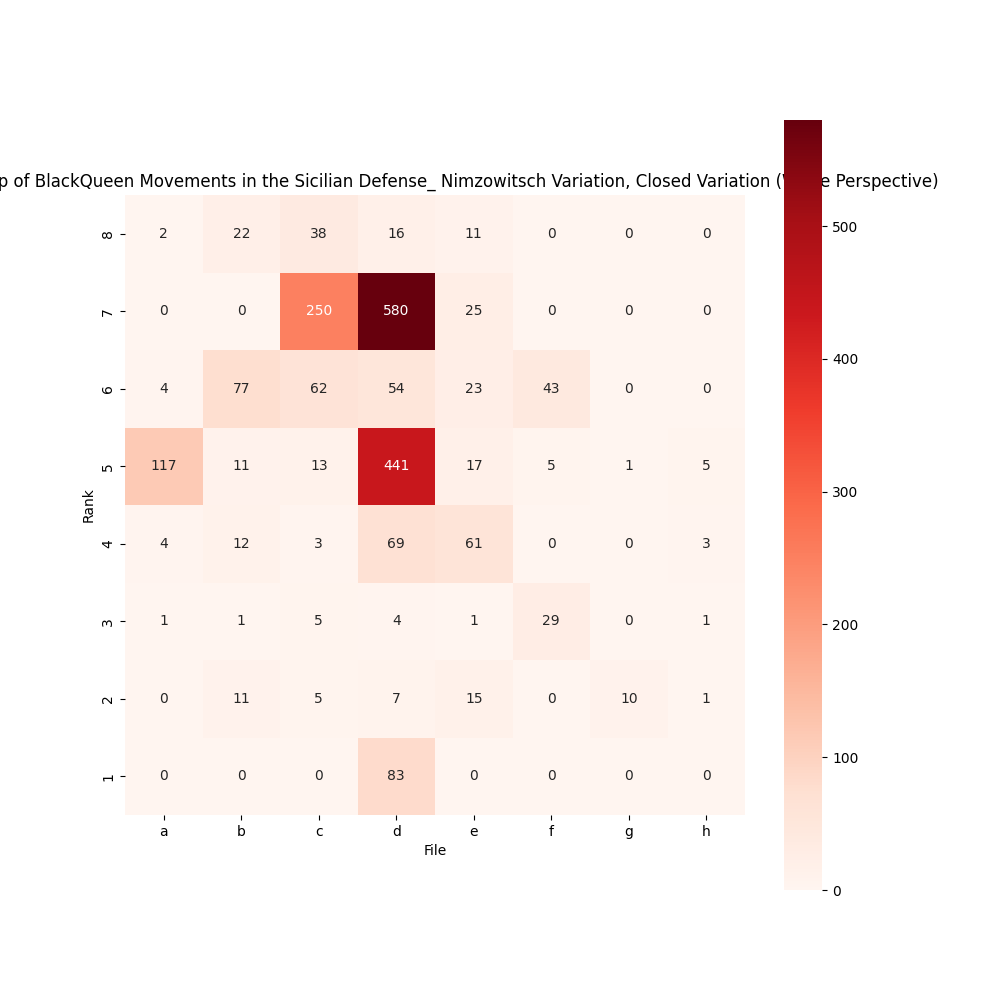 p of BlackQueen Movements in the Sicilian Defense_ Nimzowitsch Variation, Closed Variation ( Perspective)
8 2 22 38 16 11 0 0 0
7 0 0 250 580 25 0 0 0
6 4 77 62 54 23 43 0 0
5 117 11 13 441 17 5 1 5
Rank
4 4 12 3 69 61 0 0 3
3 1 1 5 4 1 29 0 1
2 0 11 5 7 15 0 10 1
1 0 0 0 83 0 0 0 0
a b c d e f g h
File
500
400
300
200
100
0